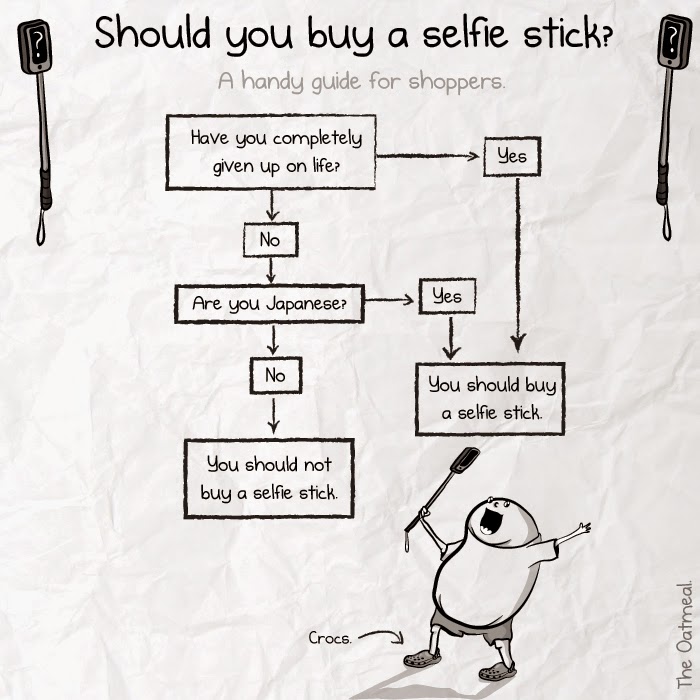 Should you buy a selfie stick?
A handy guide for shoppers.
?
?
Have you completely
given up on life?
Yes
No
Are you Japanese?
Yes
No
You should buy
a selfie stick.
You should not
buy a selfie stick.
Crocs.
The Oatmeal.